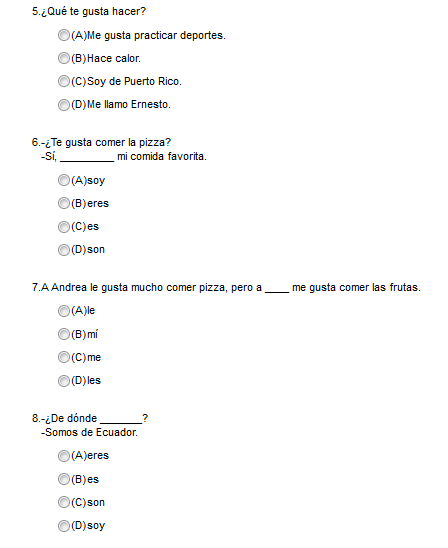 5.¿Qué te gusta hacer?
(A)Me gusta practicar deportes.
(B)Hace calor.
(C)Soy de Puerto Rico.
(D)Me llamo Ernesto.
6.-¿Te gusta comer la pizza?
-Sí, _________ mi comida favorita.
(A)soy
(B)eres
(C)es
(D)son
7.A Andrea le gusta mucho comer pizza, pero a ____ me gusta comer las frutas.
(A)le
(B)mí
(C)me
(D)les
8.-¿De dónde _______?
-Somos de Ecuador.
(A)eres
(B)es
(C)son
(D)soy